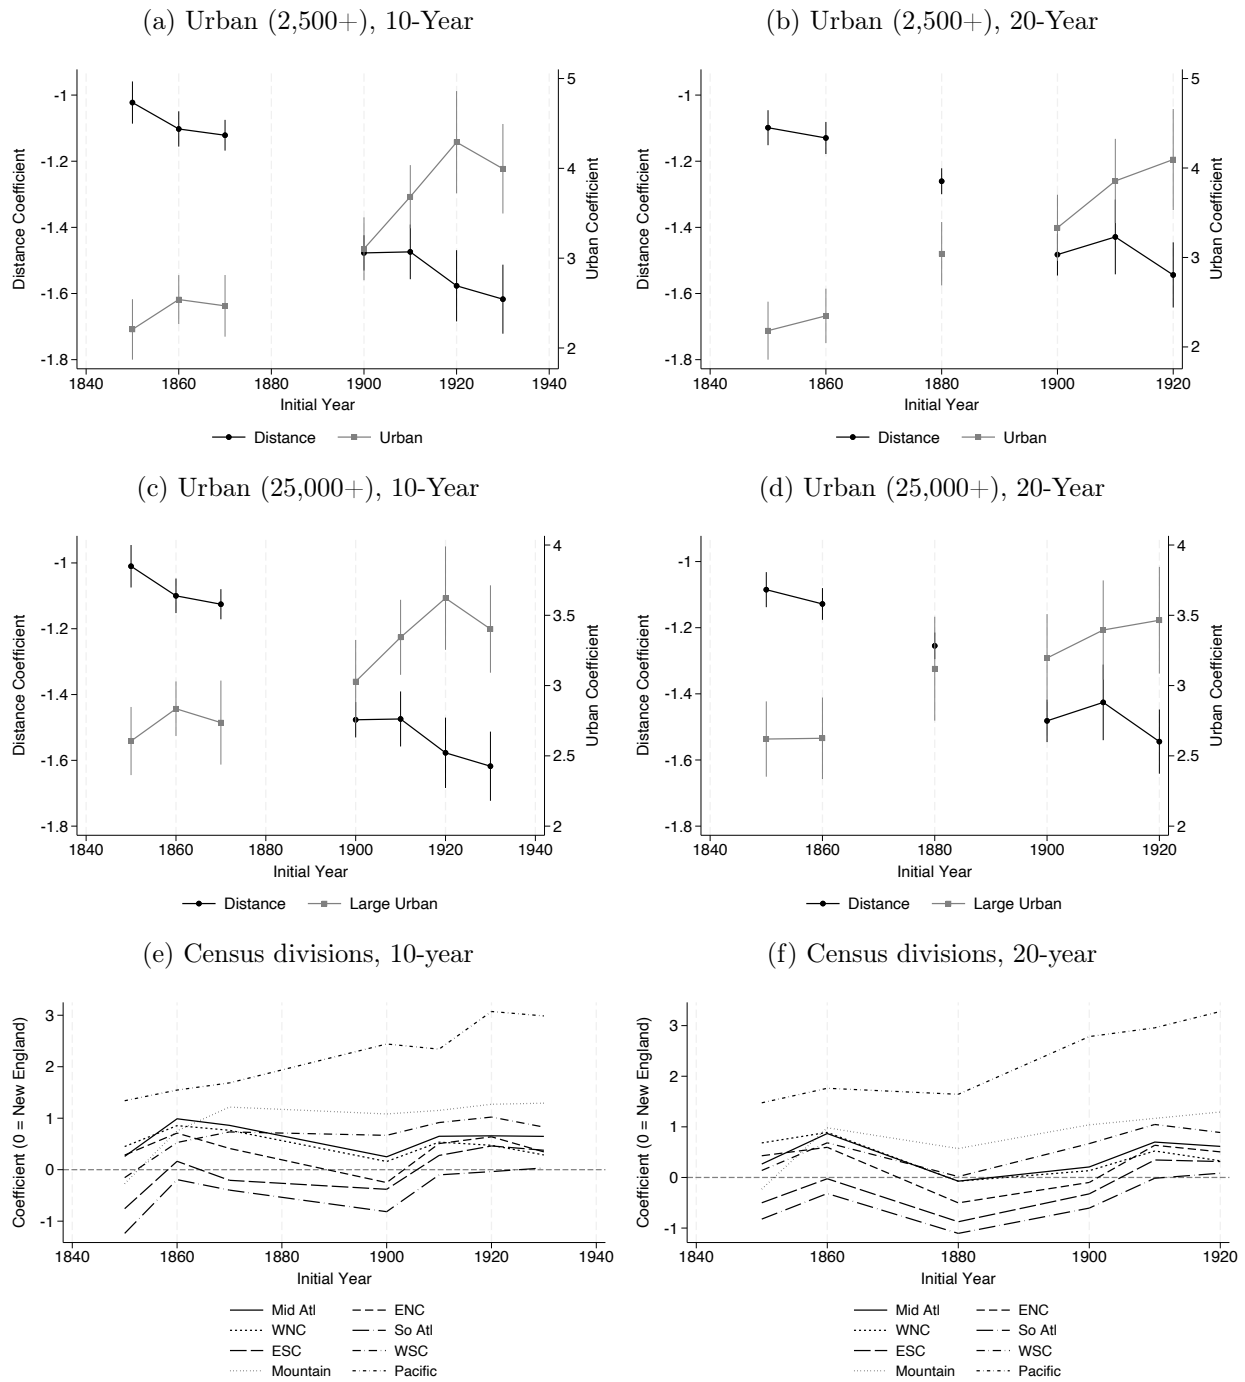 (a) Urban (2,500+), 10-Year
-1
-1.2
-1.4
-1.6
-1.8
Distance Coefficient
5
4
3
2
Urban Coefficient
1840 1860 1880 1900 1920 1940
Initial Year
Distance Urban
(b) Urban (2,500+), 20-Year
-1
-1.2
-1.4
-1.6
-1.8
Distance Coefficient
5
4
3
2
Urban Coefficient
1840 1860 1880 1900 1920
Initial Year
Distance Urban
(c) Urban (25,000+), 10-Year
-1
-1.2
-1.4
-1.6
-1.8
Distance Coefficient
4
3.5
3
2.5
2
Urban Coefficient
1840 1860 1880 1900 1920 1940
Initial Year
Distance Large Urban
(d) Urban (25,000+), 20-Year
-1
-1.2
-1.4
-1.6
-1.8
Distance Coefficient
4
3.5
3
2.5
2
Urban Coefficient
1840 1860 1880 1900 1920
Initial Year
Distance Large Urban
(e) Census divisions, 10-year
3
2
1
0
-1
Coefficient (0 = New England)
1840 1860 1880 1900 1920 1940
Initial Year
Mid Atl ENC
WNC So Atl
ESC WSC
Mountain Pacific
(f) Census divisions, 20-year
3
2
1
0
-1
Coefficient (0 = New England)
1840 1860 1880 1900 1920
Initial Year
Mid Atl ENC
WNC So Atl
ESC WSC
Mountain Pacific